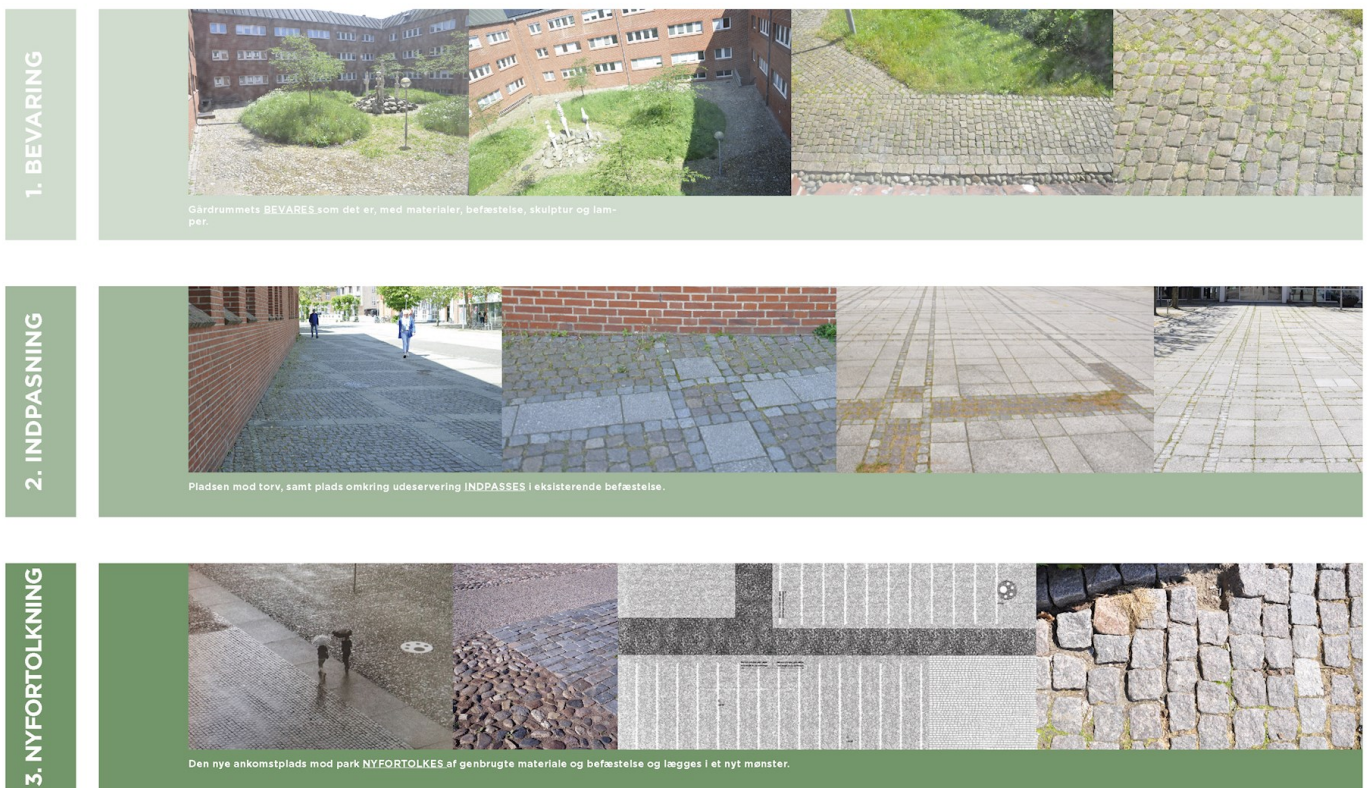 1. BEVARING
Gårdrummets BEVARES som det er, med materialer, befæstelse, skulptur og lam-
per.
2. INDPASNING
Pladsen mod torv, samt plads omkring udeservering INDPASSES i eksisterende befæstelse.
3. NYFORTOLKNING
Den nye ankomstplads mod park NYFORTOLKES af genbrugte materiale og befæstelse og lægges i et nyt mønster.